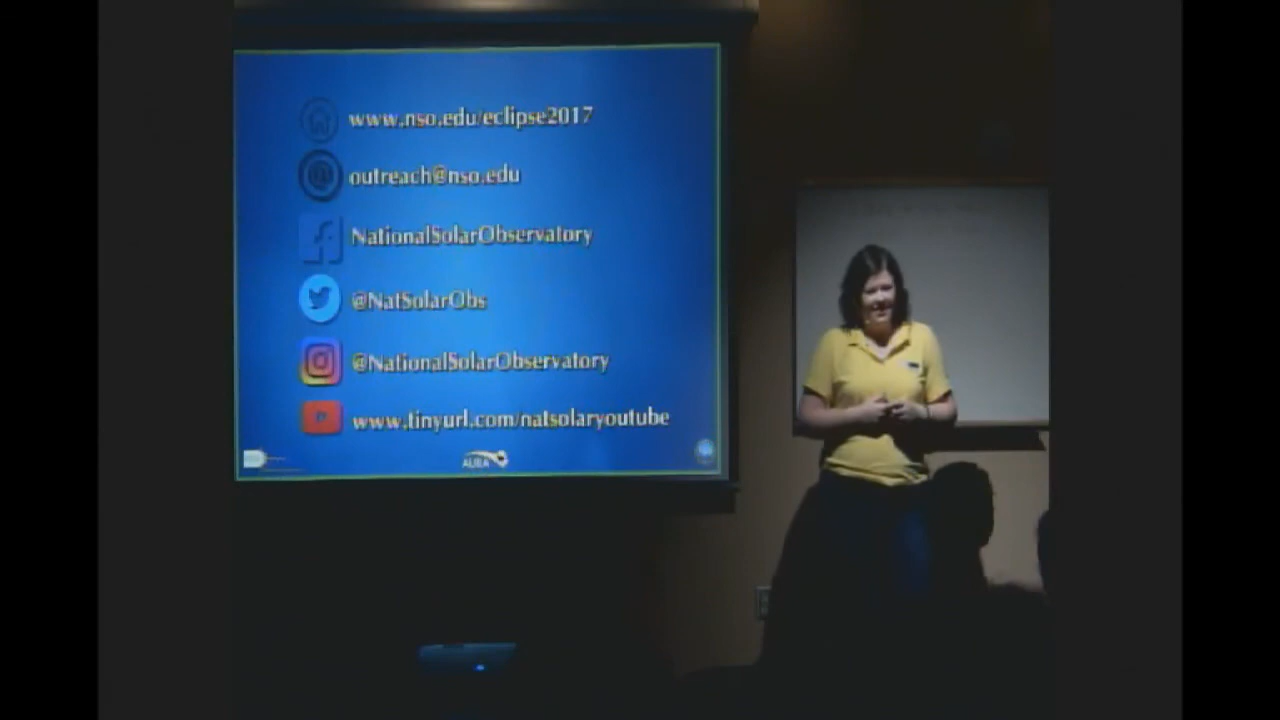 www.nso.edu/eclipse2017
outreach@nso.edu
NationalSolarObservatory
@NatSolarObs
@NationalSolarObservatory
www.tinyurl.com/natsolaryoutube
AURA